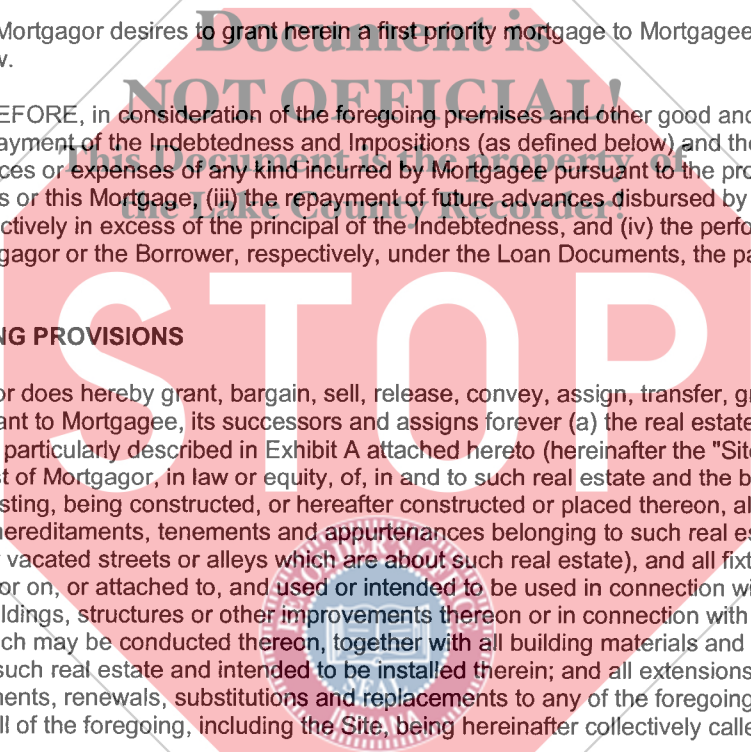 Mortgagor desires to grant herein a first priority mortgage to Mortgagee
Document is
NOT OFFICIAL!
EFORE, in consideration of the foregoing premises and other good and
ayment of the Indebtedness and Impositions (as defined below) and the
This Document is the property of
ces or expenses of any kind incurred by Mortgagee pursuant to the pro
s or this Mortgage, (iii) the repayment of future advances disbursed by
the Lake County Recorder!
ctively in excess of the principal of the Indebtedness, and (iv) the perfo
gagor or the Borrower, respectively, under the Loan Documents, the pa
STOP
NG PROVISIONS
or does hereby grant, bargain, sell, release, convey, assign, transfer, gr
ant to Mortgagee, its successors and assigns forever (a) the real estate
particularly described in Exhibit A attached hereto (hereinafter the "Site
st of Mortgagor, in law or equity, of, in and to such real estate and the b
sting, being constructed, or hereafter constructed or placed thereon, al
hereditaments, tenements and appurtenances belonging to such real es
vacated streets or alleys which are about such real estate), and all fixt
or on, or attached to, and used or intended to be used in connection wi
ldings, structures or other improvements thereon or in connection with
ch may be conducted thereon, together with all building materials and
such real estate and intended to be installed therein; and all extensions
ments, renewals, substitutions and replacements to any of the foregoing
ll of the foregoing, including the Site, being hereinafter collectively calle
RECORDER'S OFFICE
INDIANA